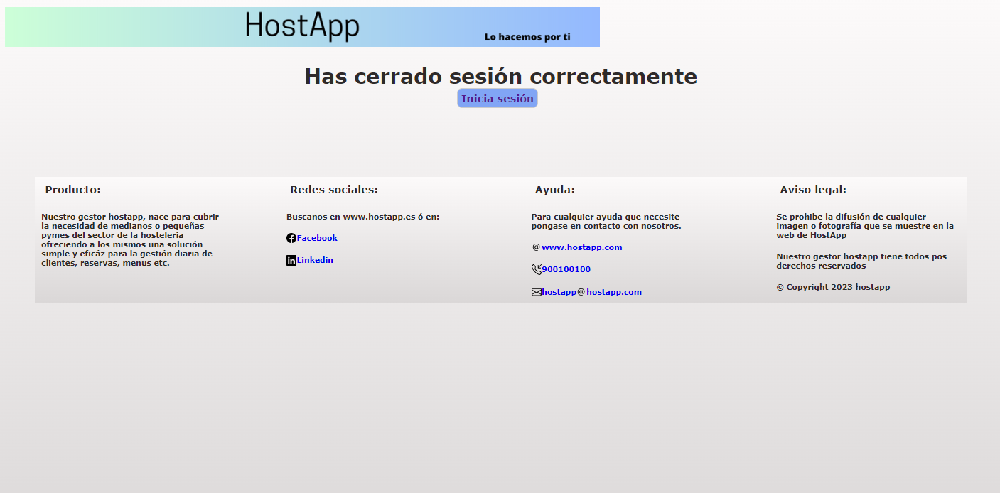 HostApp
Lo hacemos por ti
Has cerrado sesión correctamente
Inicia sesión
Producto:
Nuestro gestor hostapp, nace para cubrir
la necesidad de medianos o pequeñas
pymes del sector de la hosteleria
ofreciendo a los mismos una solución
simple y eficáz para la gestión diaria de
clientes, reservas, menus etc.
Redes sociales:
Buscanos en www.hostapp.es ó en:
Facebook
Linkedin
Ayuda:
Para cualquier ayuda que necesite
pongase en contacto con nosotros.
@www.hostapp.com
900100100
hostapp@hostapp.com
Aviso legal:
Se prohibe la difusión de cualquier
imagen o fotografía que se muestre en la
web de HostApp
Nuestro gestor hostapp tiene todos pos
derechos reservados
© Copyright 2023 hostapp